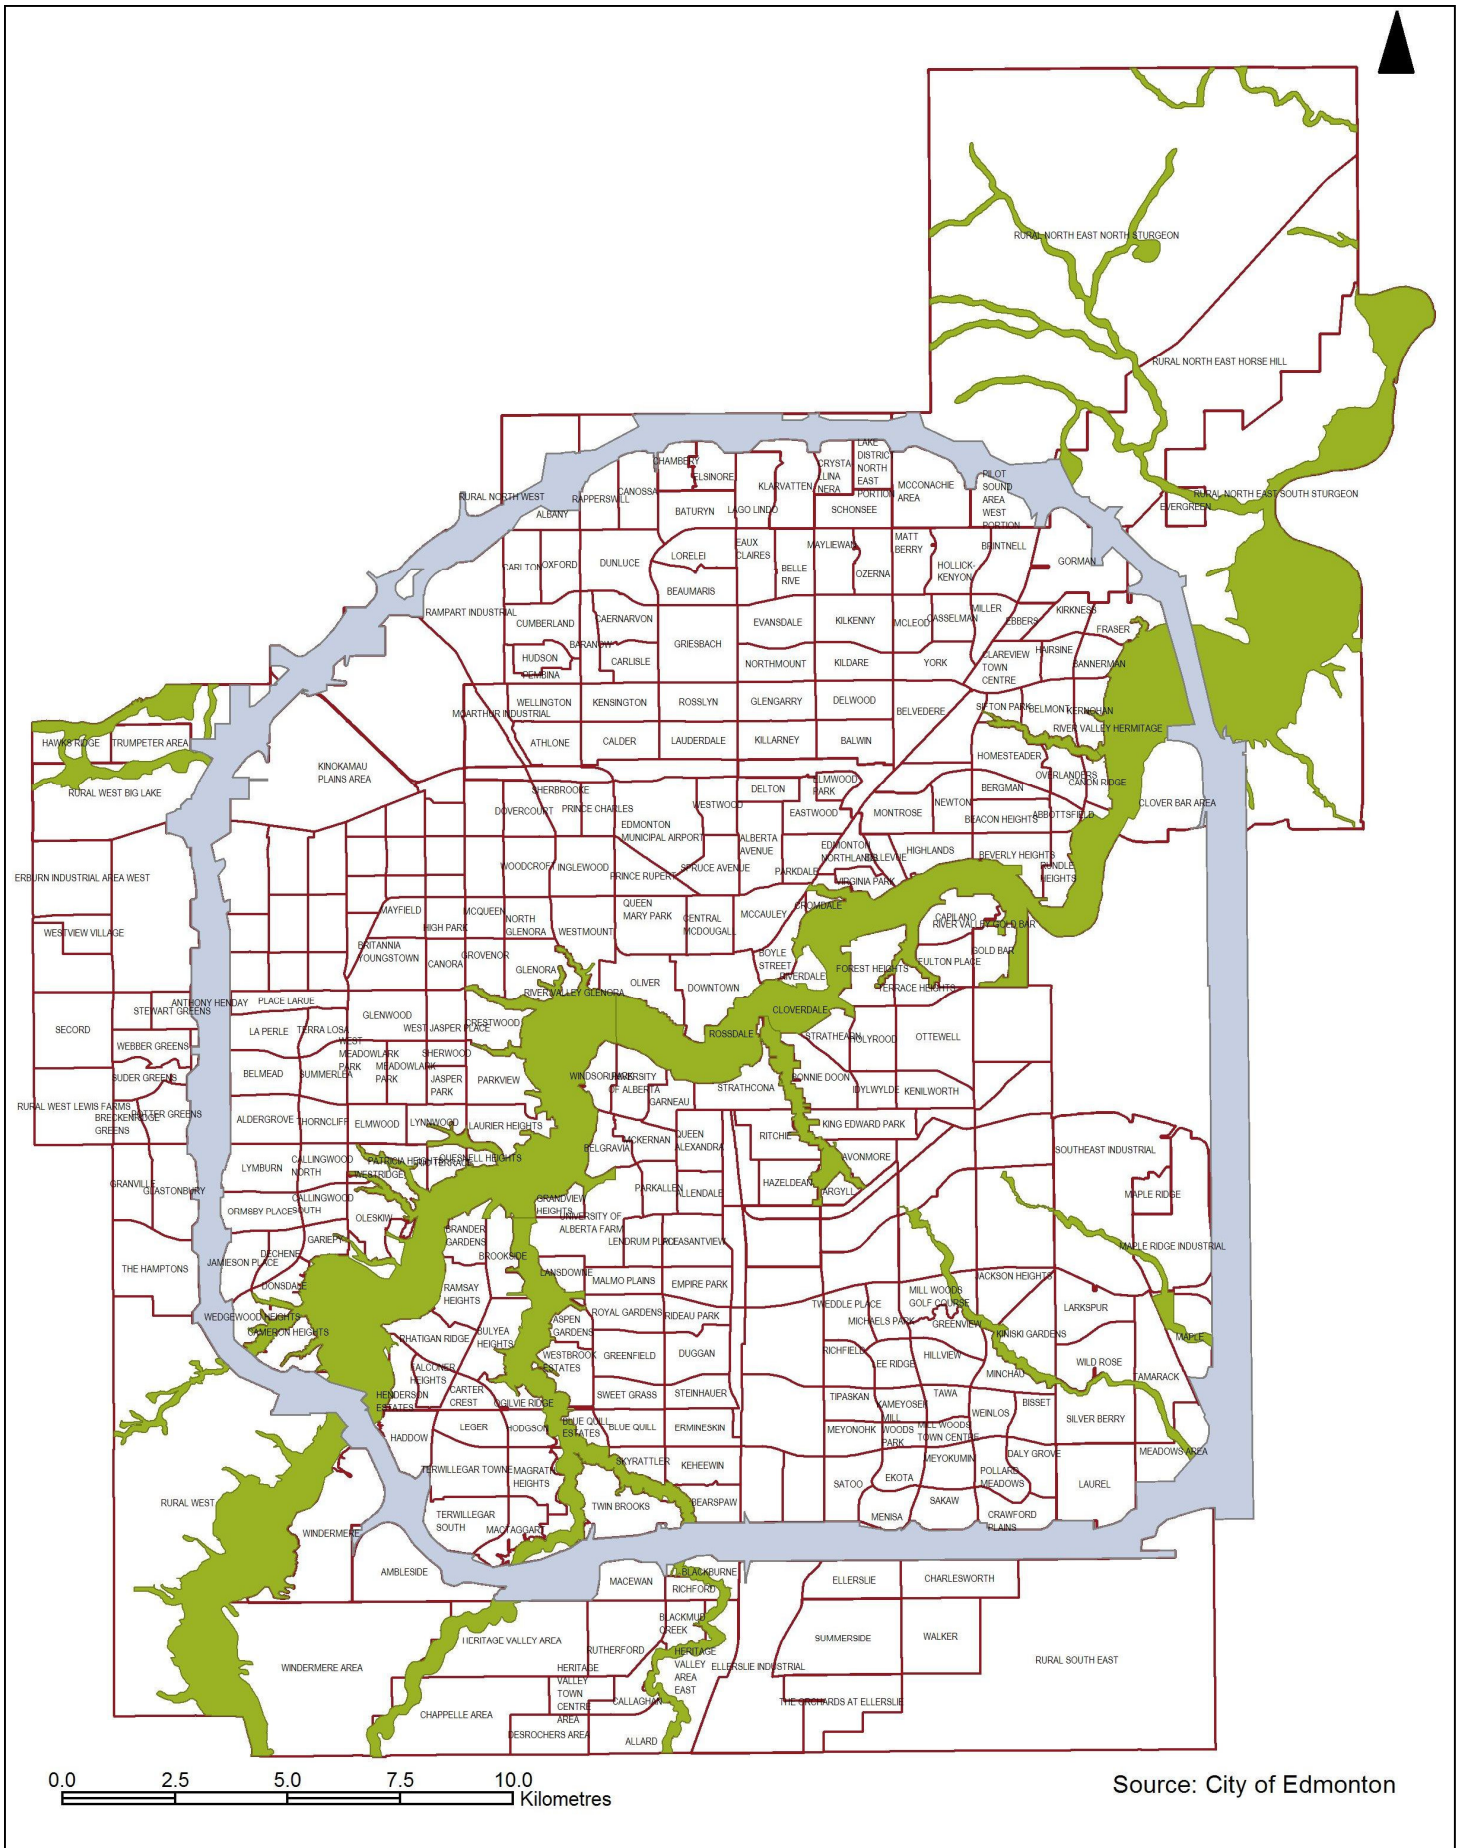 RURAL NORTH EAST NORTH STURGEON
RURAL NORTH EAST HORSE HILL
RURAL NORTH EAST SOUTH STURGEON
EVERGREEN
RURAL NORTH WEST
ALBANY
RAPPERSWILL
CANOSSA
CHAMBERY
ELSINORE
BATURYN
LAGO LINDO
KLARVATTEN
CRYSTA
LLINA
NERA
LAKE
DISTRIC
NORTH
EAST
PORTION
SCHONSEE
MCCONACHIE
AREA
PILOT
SOUND
AREA
WEST
PORTION
CARLTON
OXFORD
DUNLUCE
LORELEI
BEAUMARIS
EAUX
CLAIRES
BELLE
RIVE
MAYLIEWAN
OZERNA
MATT
BERRY
HOLLICK-
KENYON
BRINTNELL
GORMAN
RAMPART INDUSTRIAL
CUMBERLAND
CAERNARVON
BARANOW
HUDSON
PEMBINA
CARLISLE
GRIESBACH
EVANSDALE
NORTHMOUNT
KILKENNY
KILDARE
MCLEOD
CASSELMAN
MILLER
EBBERS
YORK
KIRKNESS
FRASER
CLAREVIEW
TOWN
CENTRE
HAIRSINE
BANNERMAN
MCARTHUR INDUSTRIAL
WELLINGTON
KENSINGTON
ROSSLYN
GLENGARRY
DELWOOD
BELVEDERE
SIFTON PARK
BELMONT
KERNOHAN
RIVER VALLEY HERMITAGE
HAWKS RIDGE
TRUMPETER AREA
ATHLONE
CALDER
LAUDERDALE
KILLARNEY
BALWIN
HOMESTEADER
OVERLANDERS
CANON RIDGE
KINOKAMAU
PLAINS AREA
RURAL WEST BIG LAKE
SHERBROOKE
DOVERCOURT
PRINCE CHARLES
WESTWOOD
DELTON
ELMWOOD
PARK
EASTWOOD
MONTROSE
NEWTON
BERGMAN
BEACON HEIGHTS
ABBOTTSFIELD
CLOVER BAR AREA
EDMONTON
MUNICIPAL AIRPORT
ALBERTA
AVENUE
EDMONTON
NORTHLANDS
BELLEVUE
HIGHLANDS
BEVERLY HEIGHTS
RUNDLE
HEIGHTS
ERBURN INDUSTRIAL AREA WEST
WOODCROFT
INGLEWOOD
PRINCE RUPERT
SPRUCE AVENUE
PARKDALE
VIRGINIA PARK
CROMDALE
MAYFIELD
MCQUEEN
HIGH PARK
NORTH
GLENORA
WESTMOUNT
QUEEN
MARY PARK
CENTRAL
MCDOUGALL
MCCAULEY
CAPILANO
RIVER VALLEY GOLD BAR
WESTVIEW VILLAGE
BRITANNIA
YOUNGSTOWN
CANORA
GROVENOR
GLENORA
BOYLE
STREET
RIVERDALE
FOREST HEIGHTS
FULTON PLACE
GOLD BAR
TERRACE HEIGHTS
OLIVER
DOWNTOWN
RIVER VALLEY GLENORA
ANTHONY HENDAY
PLACE LARUE
STEWART GREENS
SECORD
GLENWOOD
WEST JASPER PLACE
CRESTWOOD
CLOVERDALE
ROSSDALE
STRATHEARN
HOLYROOD
OTTEWELL
LA PERLE
TERRA LOSA
WEST
MEADOWLARK
PARK
WEBBER GREENS
SHERWOOD
MEADOWLARK
PARK
JASPER
PARK
PARKVIEW
SUDER GREENS
BELMEAD
SUMMERLEA
WINDSOR PARK
UNIVERSITY
OF ALBERTA
GARNEAU
STRATHCONA
BONNIE DOON
IDYLWYLDE
KENILWORTH
RURAL WEST LEWIS FARMS
POTTER GREENS
BRECKENRIDGE
GREENS
ALDERGROVE
THORNCLIFF
ELMWOOD
LYNNWOOD
LAURIER HEIGHTS
KING EDWARD PARK
BELGRAVIA
MCKERNAN
QUEEN
ALEXANDRA
RITCHIE
AVONMORE
SOUTHEAST INDUSTRIAL
LYMBURN
CALLINGWOOD
NORTH
PATRICIA HEIGHTS
QUESNELL HEIGHTS
WESTRIDGE
GRANVILLE
GLASTONBURY
CALLINGWOOD
SOUTH
ORMSBY PLACE
OLESKIW
GRANDVIEW
HEIGHTS
PARKALLEN
ALLENDALE
HAZELDEAN
ARGYLL
MAPLE RIDGE
UNIVERSITY OF
ALBERTA FARM
LENDRUM PLACE
PLEASANTVIEW
GARIEPY
BRANDER
GARDENS
BROOKSIDE
MAPLE RIDGE INDUSTRIAL
DECHENE
JAMIESON PLACE
THE HAMPTONS
DONSDALE
LANSDOWNE
MALMO PLAINS
EMPIRE PARK
RAMSAY
HEIGHTS
JACKSON HEIGHTS
MILL WOODS
GOLF COURSE
TWEDDLE PLACE
MICHAELS PARK
GREENVIEW
LARKSPUR
MAPLE
WEDGEWOOD HEIGHTS
CAMERON HEIGHTS
ASPEN
GARDENS
ROYAL GARDENS
RIDEAU PARK
RHATIGAN RIDGE
BULYEA
HEIGHTS
KINISKI GARDENS
RICHFIELD
LEE RIDGE
HILLVIEW
MINCHAU
WILD ROSE
TAMARACK
WESTBROOK
ESTATES
GREENFIELD
DUGGAN
FALCONER
HEIGHTS
HENDERSON
ESTATES
CARTER
CREST
OGILVIE RIDGE
SWEET GRASS
STEINHAUER
TIPASKAN
KAMEYOSEK
TAWA
WEINLOS
BISSET
SILVER BERRY
LEGER
HODGSON
BLUE QUILL
ESTATES
BLUE QUILL
ERMINESKIN
MEYONOHK
MILL
WOODS
PARK
MILL WOODS
TOWN CENTRE
HADDOW
MEADOWS AREA
DALY GROVE
MEYOKUMIN
SKYRATTLER
KEHEEWIN
TERWILLEGAR TOWNE
MAGRATH
HEIGHTS
EKOTA
POLLARD
MEADOWS
SATOO
LAUREL
SAKAW
RURAL WEST
TWIN BROOKS
BEARSPAW
MENISA
CRAWFORD
PLAINS
TERWILLEGAR
SOUTH
MACTAGGART
WINDERMERE
AMBLESIDE
MACEWAN
BLACKBURNE
RICHFORD
ELLERSLIE
CHARLESWORTH
BLACKMUD
CREEK
HERITAGE VALLEY AREA
RUTHERFORD
SUMMERSIDE
WALKER
RURAL SOUTH EAST
WINDERMERE AREA
HERITAGE
VALLEY
TOWN
CENTRE
AREA
HERITAGE
VALLEY
AREA
EAST
ELLERSLIE INDUSTRIAL
THE ORCHARDS AT ELLERSLIE
CHAPPELLE AREA
CALLAGHAN
DESROCHERS AREA
ALLARD
0.0 2.5 5.0 7.5 10.0
Kilometres
Source: City of Edmonton